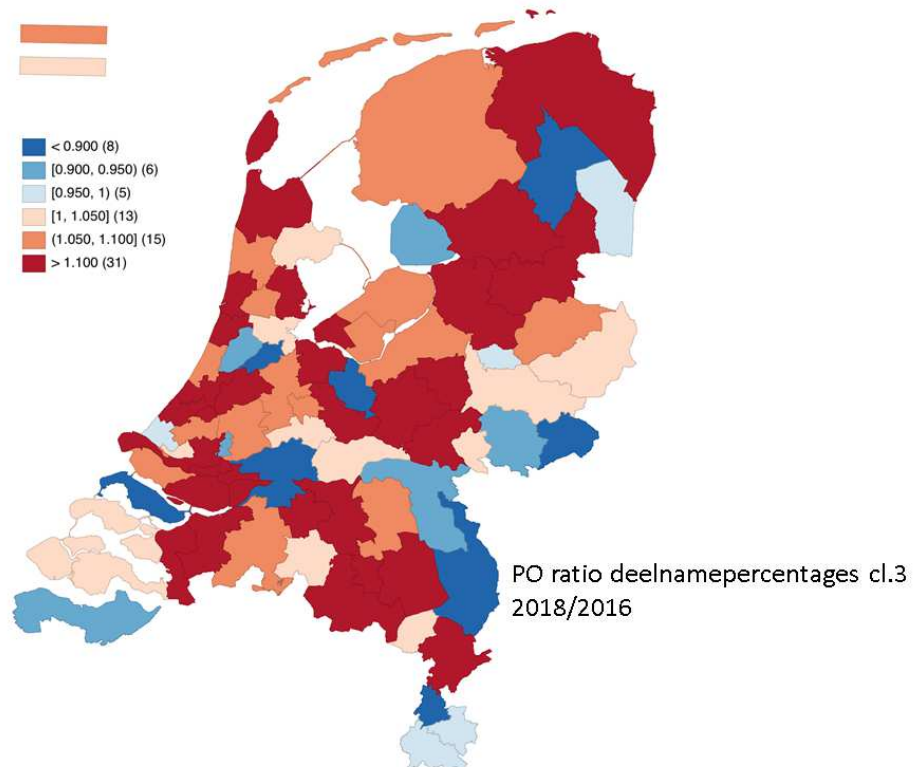 < 0.900 (8)
[0.900, 0.950) (6)
[0.950, 1) (5)
[1, 1.050] (13)
(1.050, 1.100] (15)
> 1.100 (31)
PO ratio deelnamepercentages cl.3
2018/2016